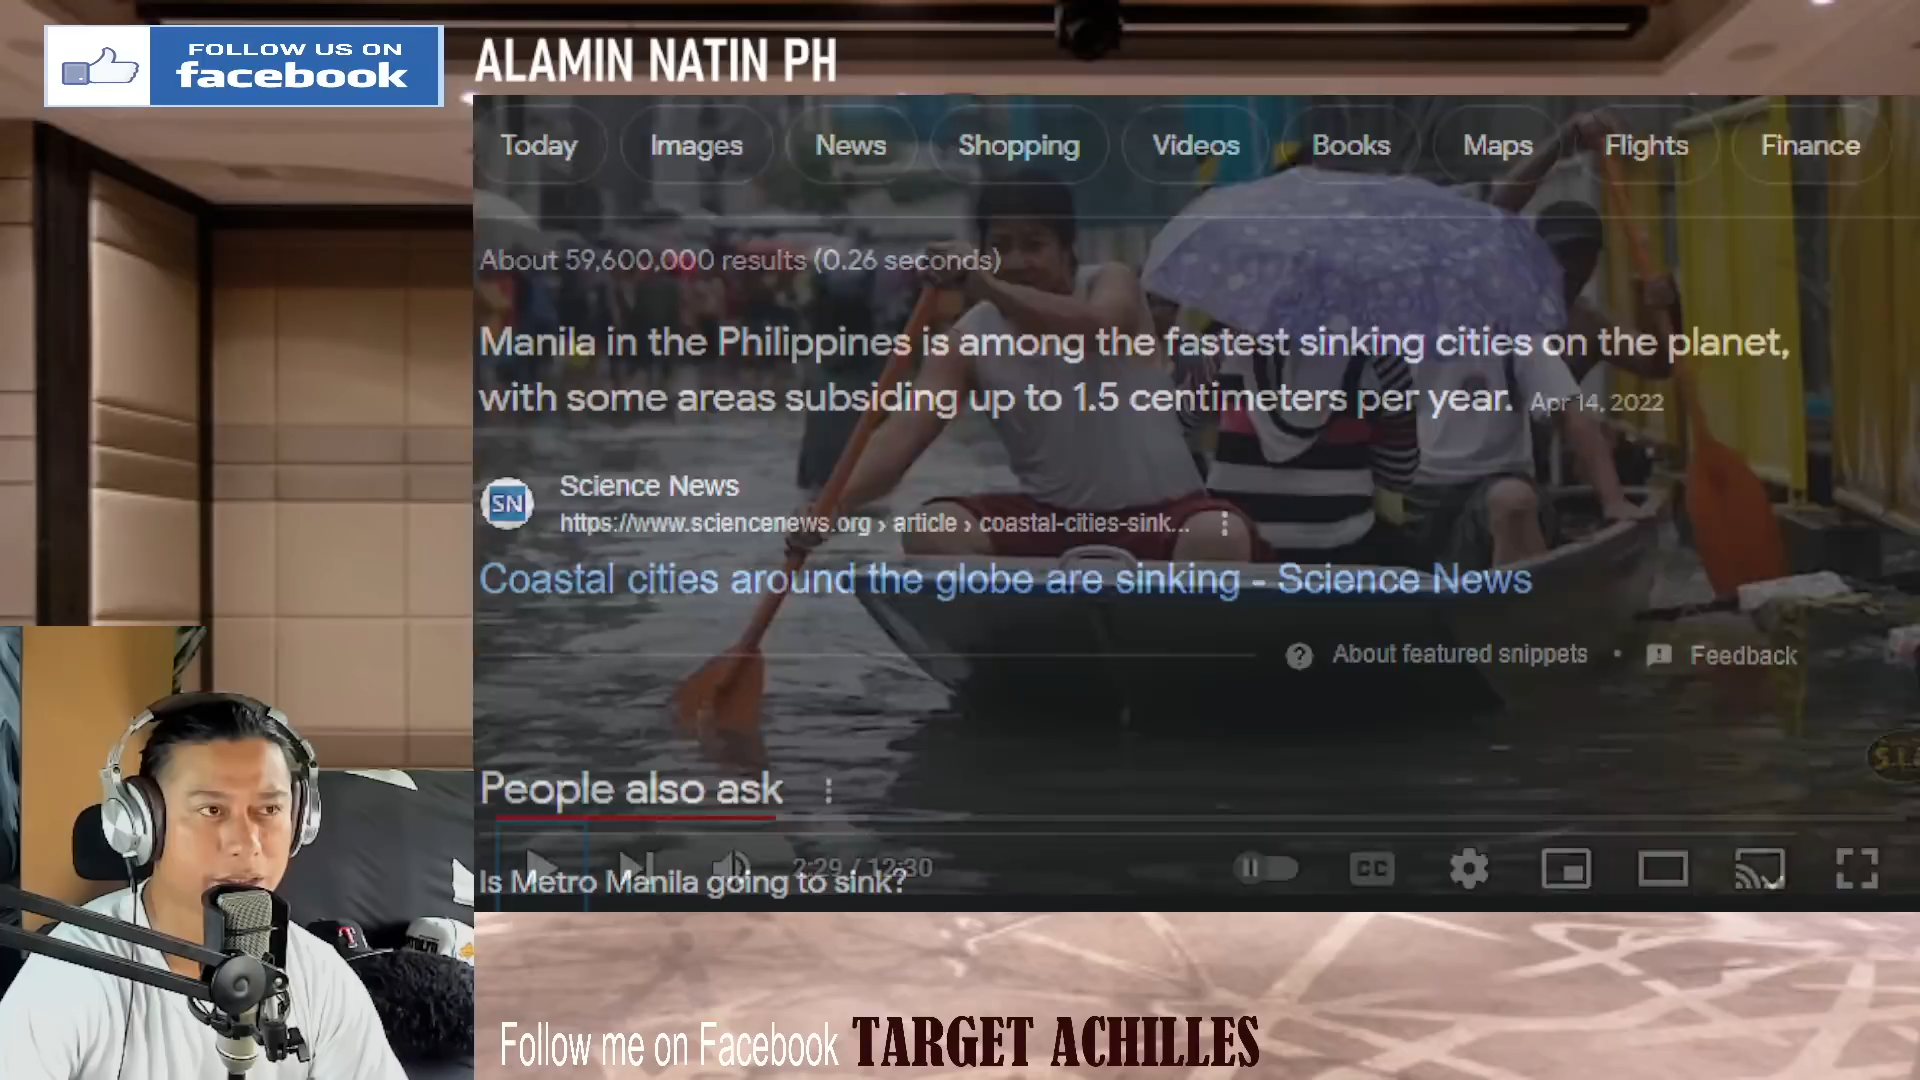 FOLLOW US ON
facebook
ALAMIN NATIN PH
Today Images News Shopping Videos Books Maps Flights Finance
About 59,600,000 results (0.26 seconds)
Manila in the Philippines is among the fastest sinking cities on the planet,
with some areas subsiding up to 1.5 centimeters per year. Apr 14, 2022
SN
Science News
https://www.sciencenews.org › article › coastal-cities-sink...
Coastal cities around the globe are sinking - Science News
About featured snippets • Feedback
People also ask
2:29 / 12:30
CC
Is Metro Manila going to sink?
T
Follow me on Facebook TARGET ACHILLES